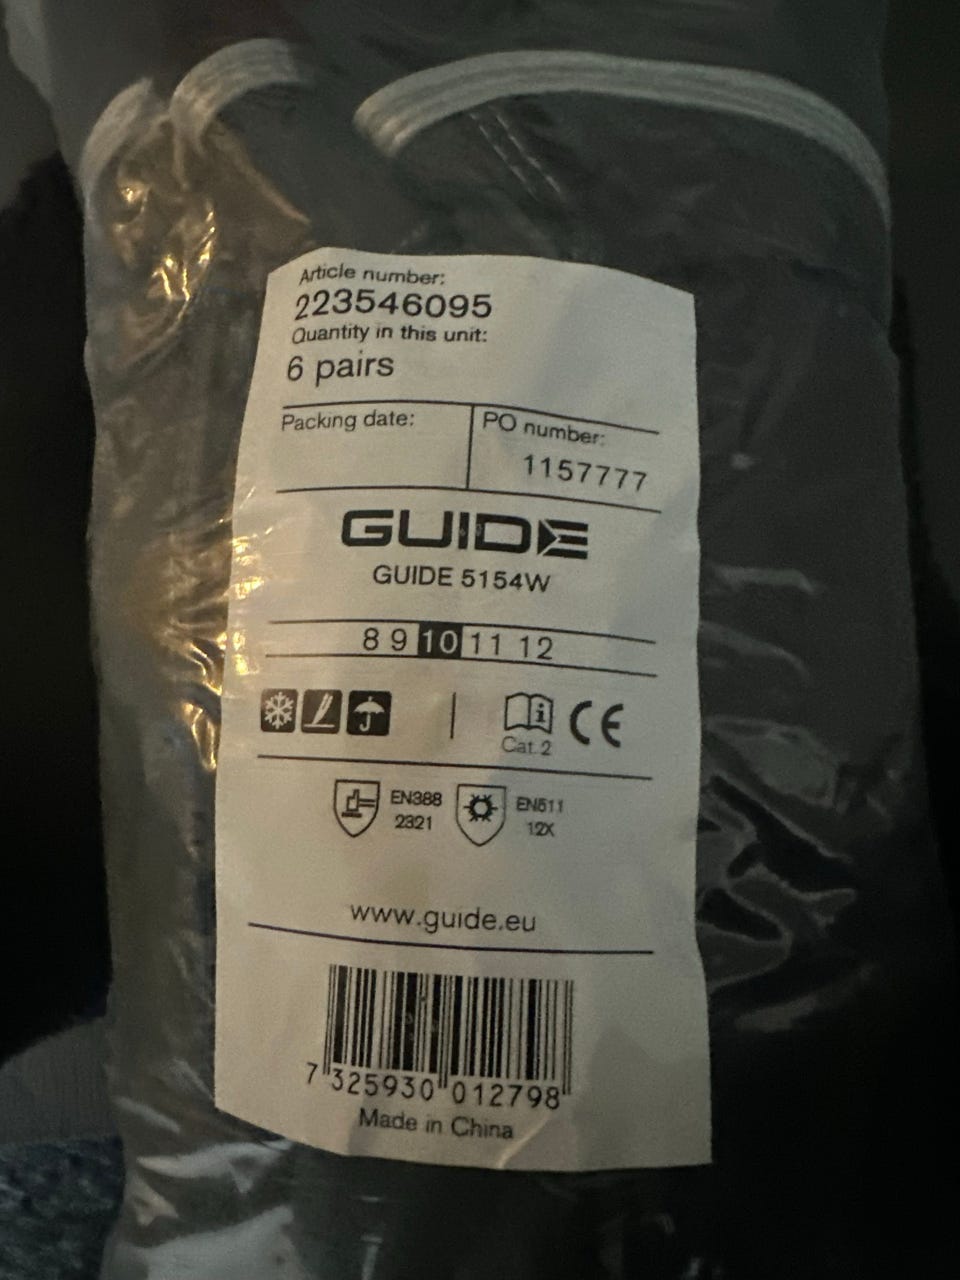 Article number:
223546095
Quantity in this unit:
6 pairs
Packing date:
PO number:
1157777
GUIDE
GUIDE 5154W
8 9 10 11 12
i
Cat. 2
CE
EN388
2321
EN511
12X
www.guide.eu
7 325930 012798
Made in China